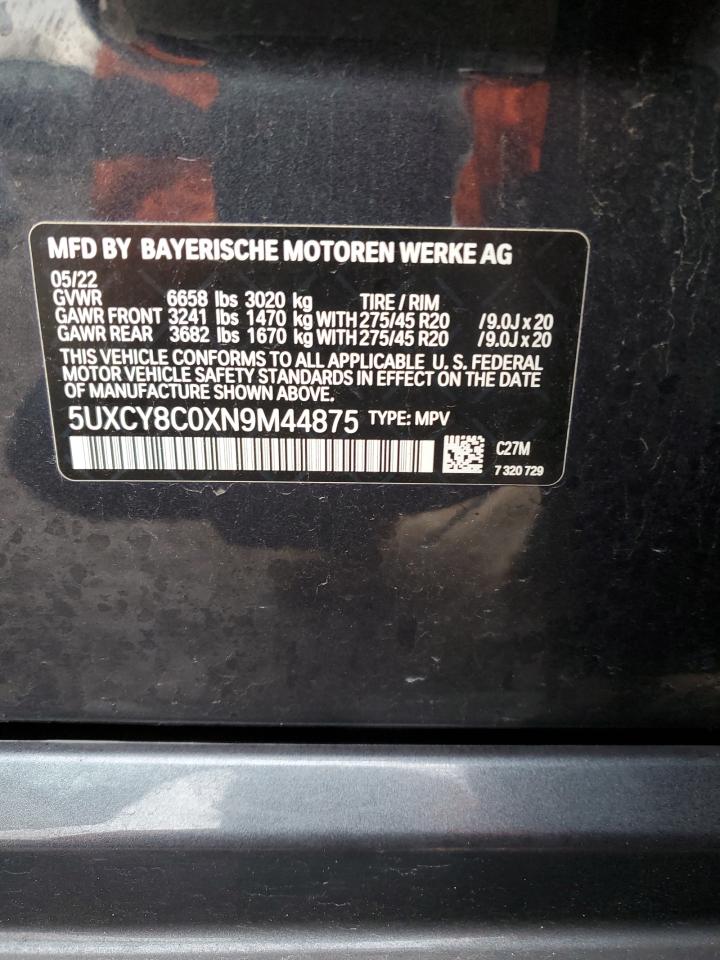 MFD BY BAYERISCHE MOTOREN WERKE AG
05/22
GVWR 6658 lbs 3020 kg TIRE / RIM
GAWR FRONT 3241 lbs 1470 kg WITH 275/45 R20 /9.0J x 20
GAWR REAR 3682 lbs 1670 kg WITH 275/45 R20 /9.0J x 20
THIS VEHICLE CONFORMS TO ALL APPLICABLE U. S. FEDERAL
MOTOR VEHICLE SAFETY STANDARDS IN EFFECT ON THE DATE
OF MANUFACTURE SHOWN ABOVE.
5UXCY8C0XN9M44875 TYPE: MPV
C27M
7 320 729